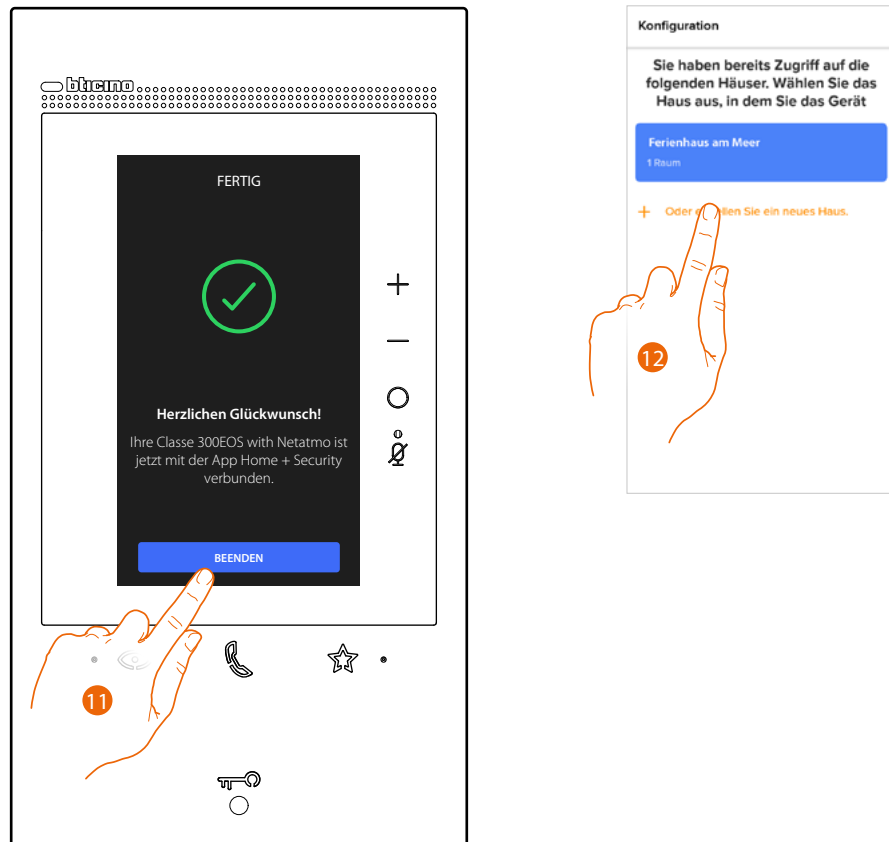 bticino
FERTIG
Herzlichen Glückwunsch!
Ihre Classe 300EOS with Netatmo ist
jetzt mit der App Home + Security
verbunden.
BEENDEN
11
Konfiguration
Sie haben bereits Zugriff auf die
folgenden Häuser. Wählen Sie das
Haus aus, in dem Sie das Gerät
Ferienhaus am Meer
1 Raum
+ Oder Sie ein neues Haus.
12